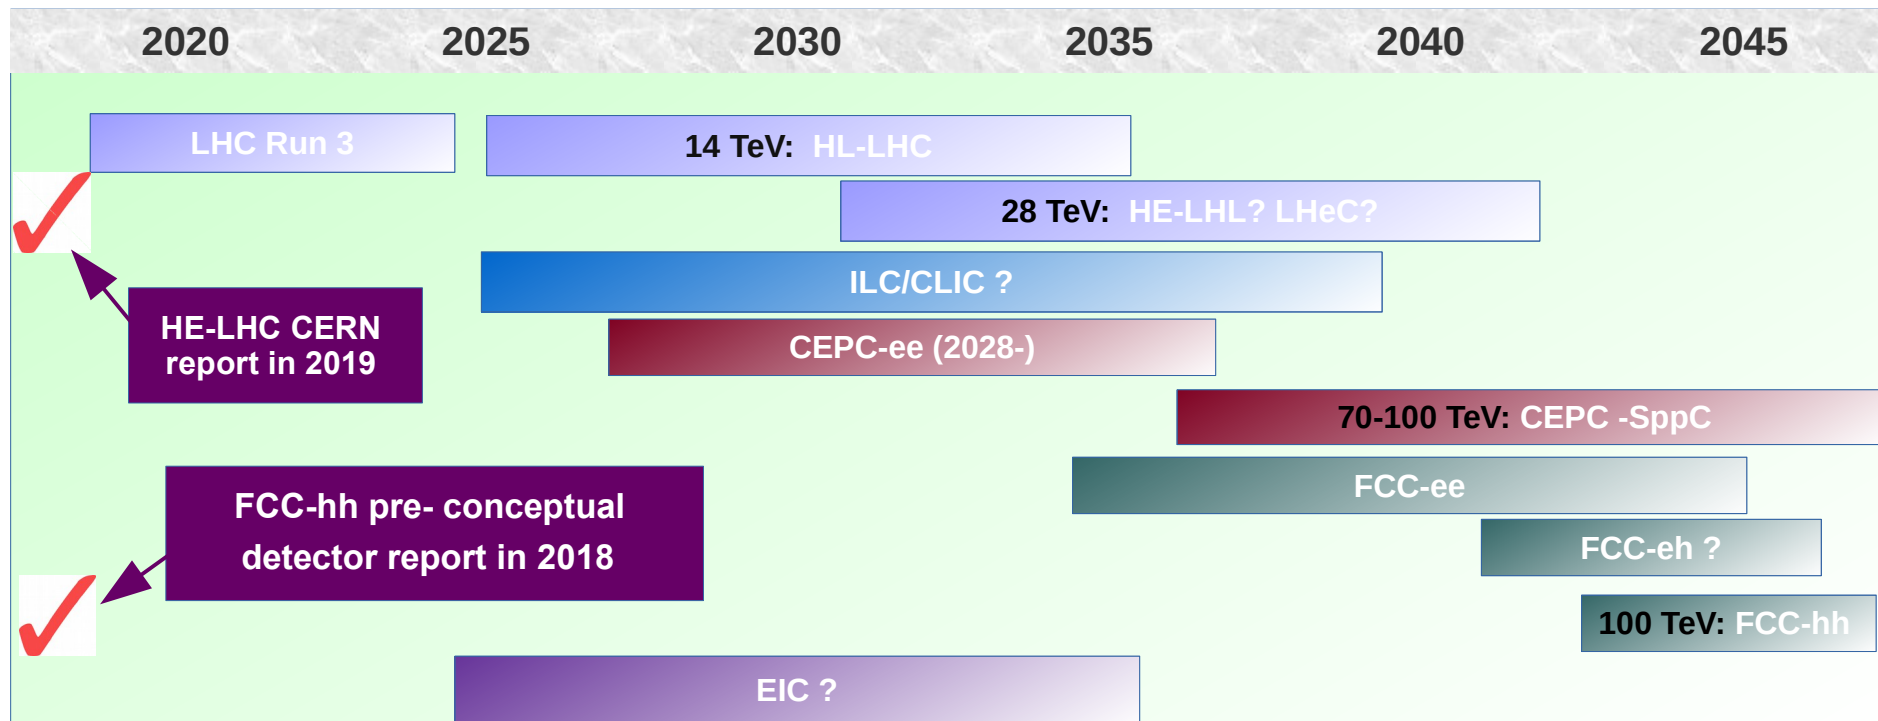 2020 2025 2030 2035 2040 2045
LHC Run 3
14 TeV: HL-LHC
28 TeV: HE-LHL? LHeC?
ILC/CLIC ?
HE-LHC CERN
report in 2019
CEPC-ee (2028-)
70-100 TeV: CEPC -SppC
FCC-ee
FCC-hh pre- conceptual
detector report in 2018
FCC-eh ?
100 TeV: FCC-hh
EIC ?